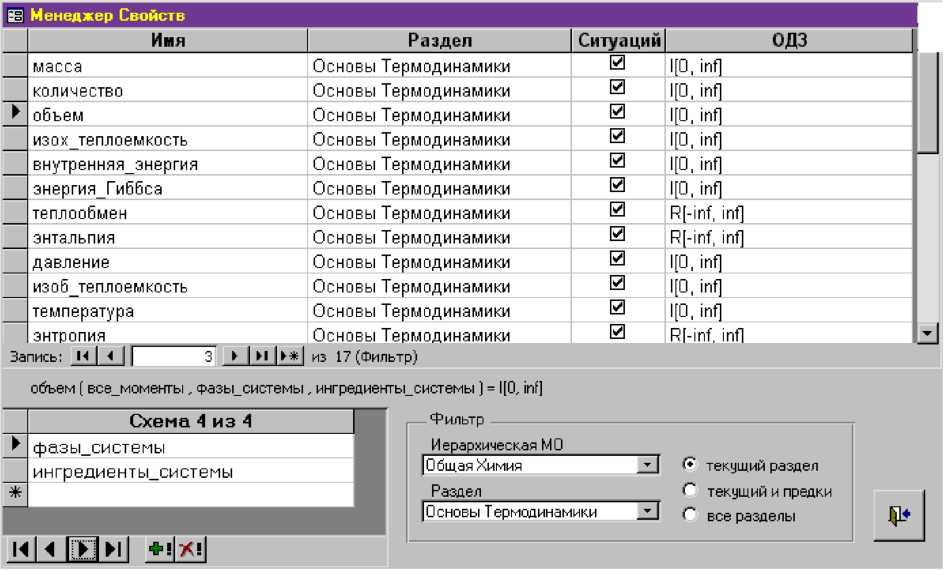 Менеджер Свойств
Имя Раздел Ситуаций ОДЗ
масса Основы Термодинамики I[0, inf]
количество Основы Термодинамики I[0, inf]
объем Основы Термодинамики I[0, inf]
изох_теплоемкость Основы Термодинамики I[0, inf]
внутренняя_энергия Основы Термодинамики I[0, inf]
энергия_Гиббса Основы Термодинамики I[0, inf]
теплообмен Основы Термодинамики R[-inf, inf]
энтальпия Основы Термодинамики R[-inf, inf]
давление Основы Термодинамики I[0, inf]
изоб_теплоемкость Основы Термодинамики I[0, inf]
температура Основы Термодинамики I[0, inf]
энтропия Основы Термодинамики R[-inf, inf]
Запись: 3 из 17 (Фильтр)
объем ( все_моменты , фазы_системы , ингредиенты_системы ) = I[0, inf]
Схема 4 из 4
фазы_системы
ингредиенты_системы
Фильтр
Иерархическая МО
Общая Химия
Раздел
Основы Термодинамики
текущий раздел
текущий и предки
все разделы